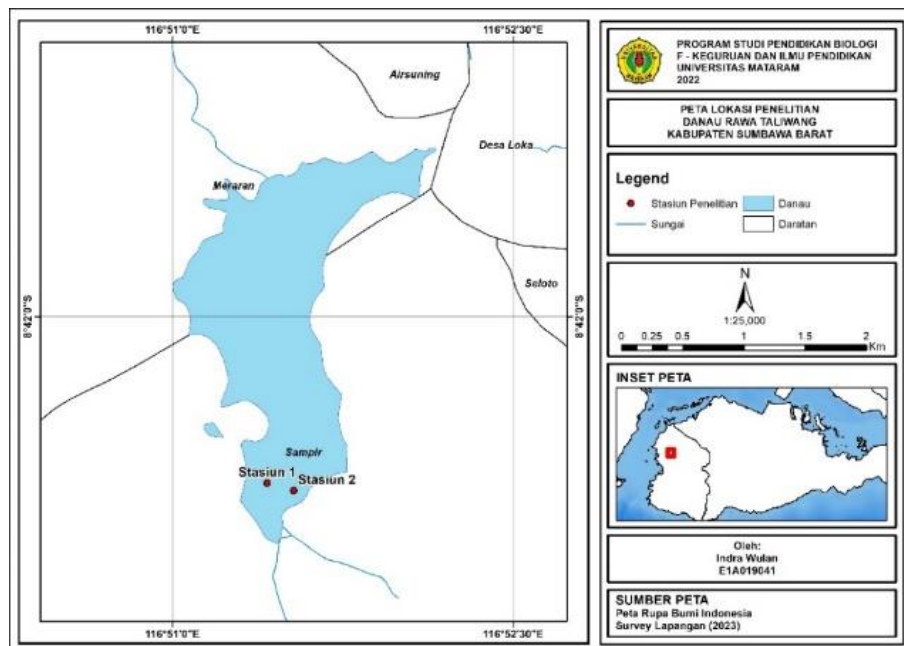 116°51'0"E
116°52'30"E
Airsuning
Desa Loka
Meraran
Seloto
8°42'0"S
8°42'0"S
Sampir
Stasiun 1
Stasiun 2
116°51'0"E
116°52'30"E
PROGRAM STUDI PENDIDIKAN BIOLOGI
F - KEGURUAN DAN ILMU PENDIDIKAN
UNIVERSITAS MATARAM
2022
PETA LOKASI PENELITIAN
DANAU RAWA TALIWANG
KABUPATEN SUMBAWA BARAT
Legend
Stasiun Penelitian
Danau
Sungai
Daratan
N
1:25,000
0 0.25 0.5 1 1.5 2
Km
INSET PETA
Oleh:
Indra Wulan
E1A019041
SUMBER PETA
Peta Rupa Bumi Indonesia
Survey Lapangan (2023)